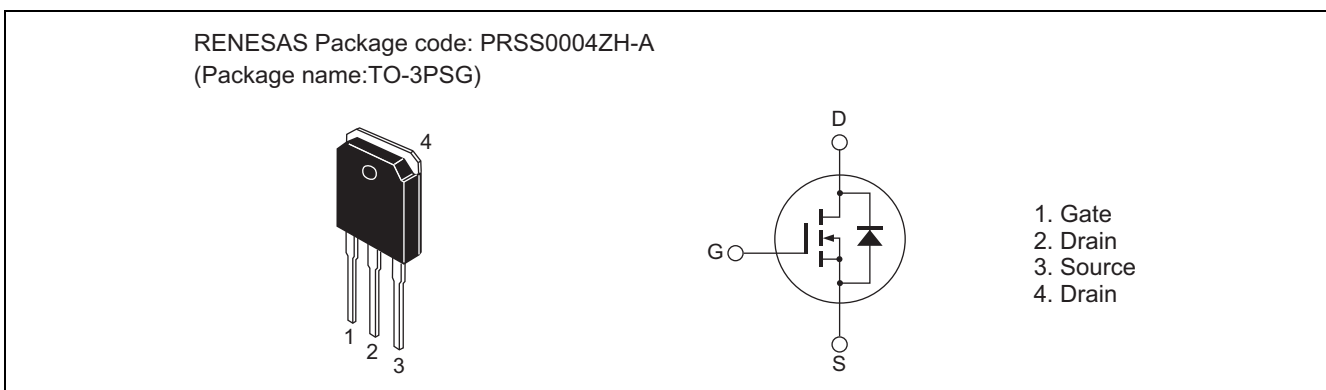 RENESAS Package code: PRSS0004ZH-A
(Package name:TO-3PSG)
4
1
2
3
D
G
S
1. Gate
2. Drain
3. Source
4. Drain